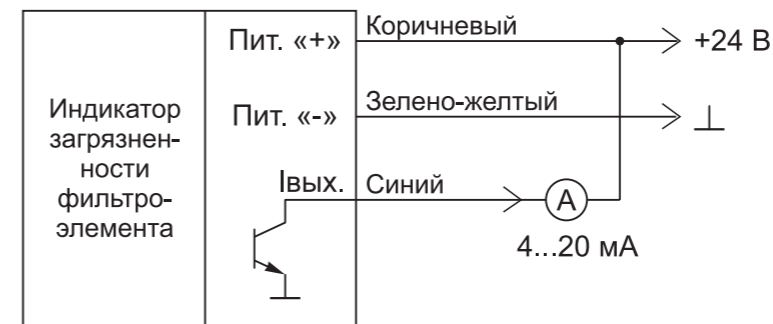 Коричневый
Пит. «+»
+24 В
Индикатор
загрязнен-
ности
фильтро-
элемента
Пит. «-»
Зелено-желтый
Iвых.
Синий
А
4...20 мА